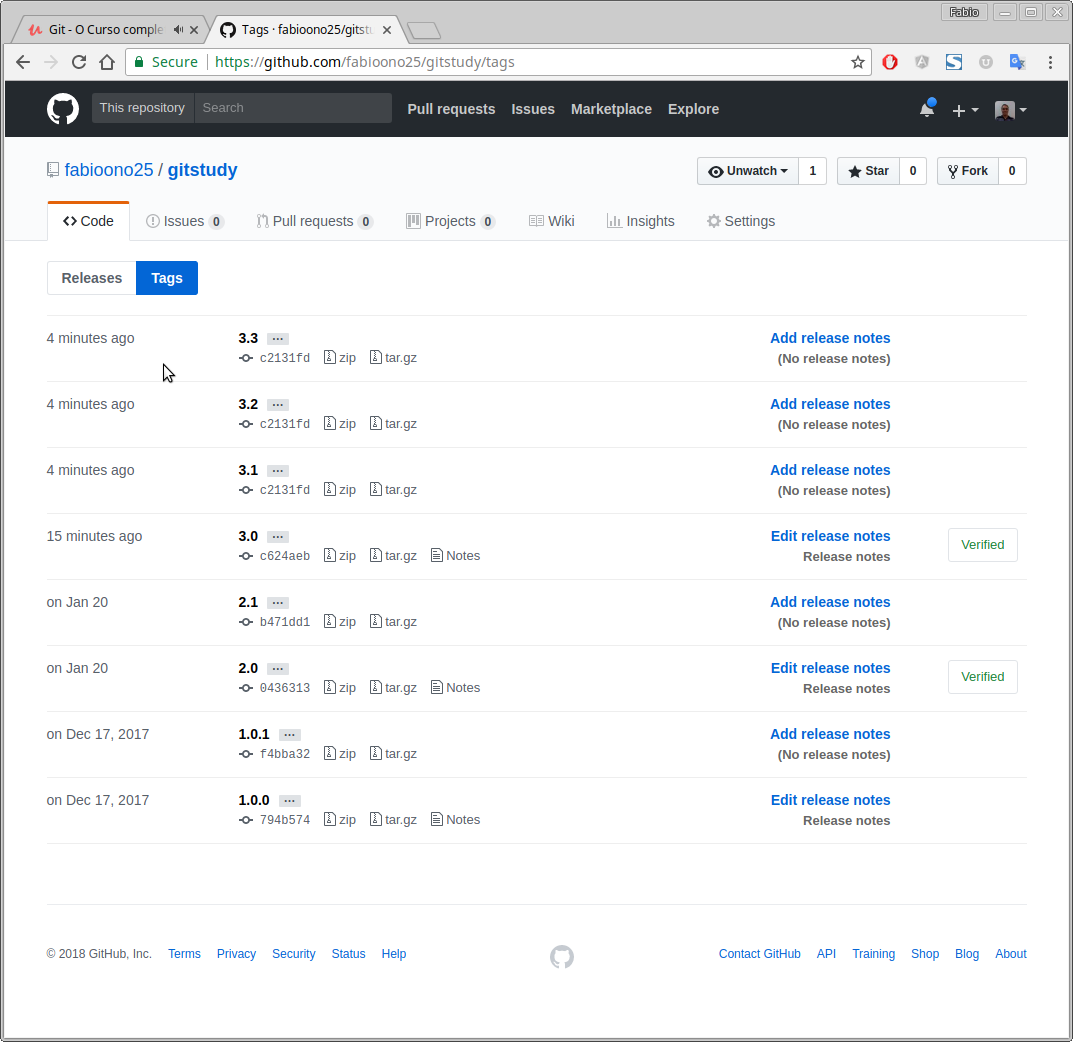 Fabio
Git - O Curso comple
Tags · fabioono25/gitstu
Secure https://github.com/fabioono25/gitstudy/tags
This repository Search Pull requests Issues Marketplace Explore
fabioono25 / gitstudy Unwatch 1 Star 0 Fork 0
Code Issues 0 Pull requests 0 Projects 0 Wiki Insights Settings
Releases Tags
4 minutes ago 3.3 ... Add release notes
c2131fd zip tar.gz (No release notes)
4 minutes ago 3.2 ... Add release notes
c2131fd zip tar.gz (No release notes)
4 minutes ago 3.1 ... Add release notes
c2131fd zip tar.gz (No release notes)
15 minutes ago 3.0 ... Edit release notes Verified
c624aeb zip tar.gz Notes Release notes
on Jan 20 2.1 ... Add release notes
b471dd1 zip tar.gz (No release notes)
on Jan 20 2.0 ... Edit release notes Verified
0436313 zip tar.gz Notes Release notes
on Dec 17, 2017 1.0.1 ... Add release notes
f4bba32 zip tar.gz (No release notes)
on Dec 17, 2017 1.0.0 ... Edit release notes
794b574 zip tar.gz Notes Release notes
© 2018 GitHub, Inc. Terms Privacy Security Status Help Contact GitHub API Training Shop Blog About